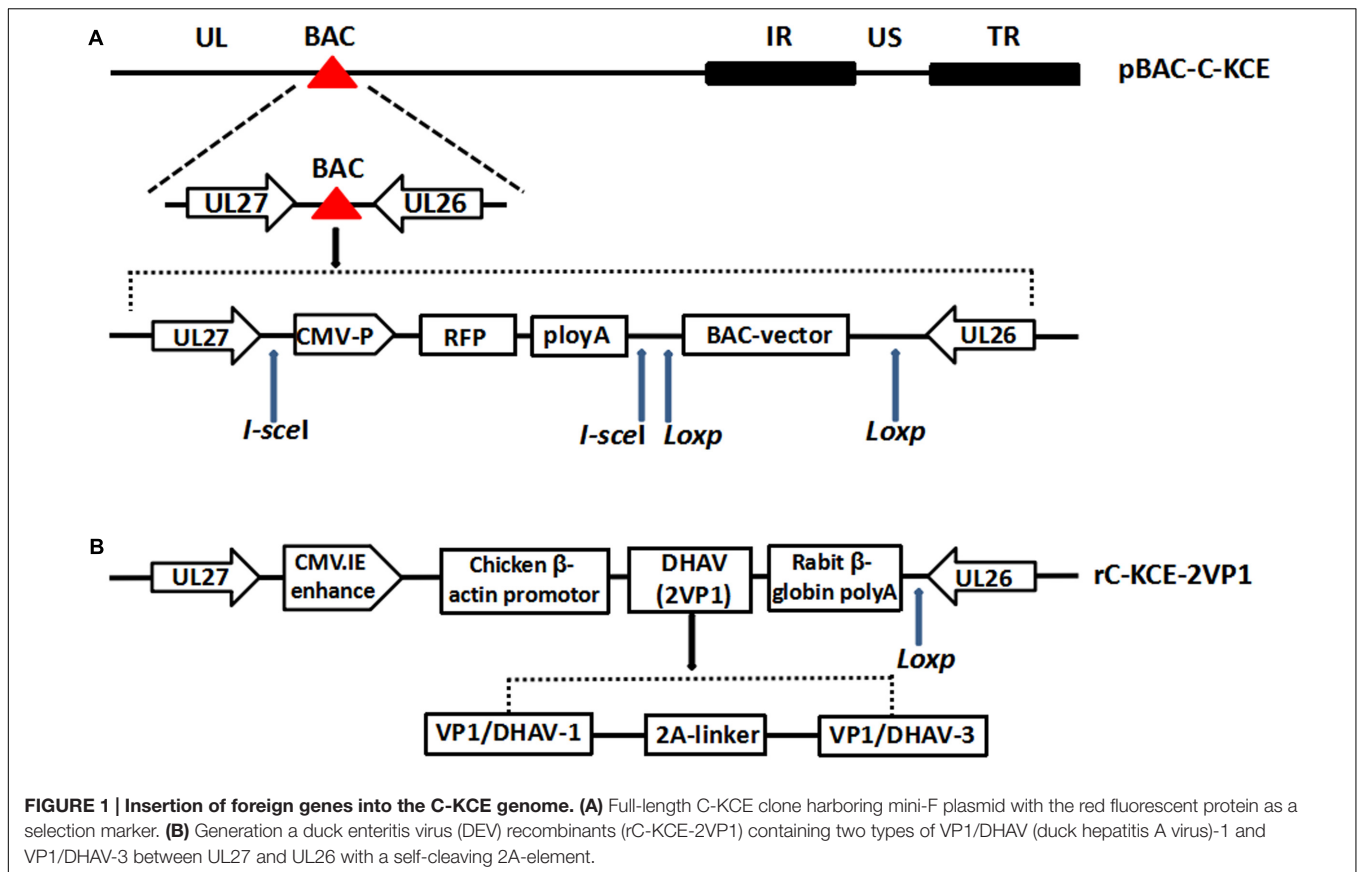 A
UL BAC IR US TR
pBAC-C-KCE
BAC
UL27 UL26
UL27 CMV-P RFP ployA BAC-vector UL26
I-sceI I-sceI Loxp Loxp
B
UL27 CMV.IE enhance Chicken β-actin promotor DHAV (2VP1) Rabit β-globin polyA UL26 rC-KCE-2VP1
Loxp
VP1/DHAV-1 2A-linker VP1/DHAV-3
FIGURE 1 | Insertion of foreign genes into the C-KCE genome. (A) Full-length C-KCE clone harboring mini-F plasmid with the red fluorescent protein as a
selection marker. (B) Generation a duck enteritis virus (DEV) recombinants (rC-KCE-2VP1) containing two types of VP1/DHAV (duck hepatitis A virus)-1 and
VP1/DHAV-3 between UL27 and UL26 with a self-cleaving 2A-element.